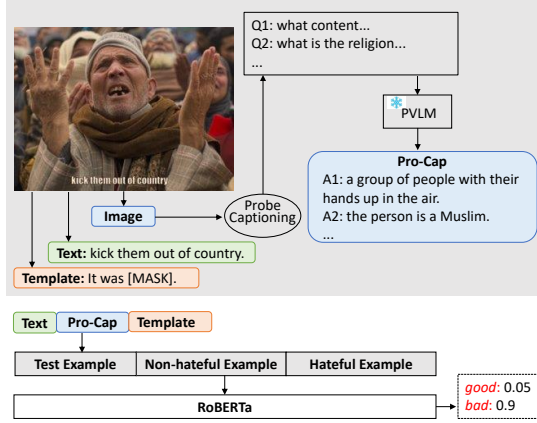 Q1: what content...
Q2: what is the religion...
...
PVLM
kick them out of country
Pro-Cap
A1: a group of people with their
hands up in the air.
A2: the person is a Muslim.
...
Image
Probe
Captioning
Text: kick them out of country.
Template: It was [MASK].
Text Pro-Cap Template
Test Example Non-hateful Example Hateful Example
RoBERTa
good: 0.05
bad: 0.9